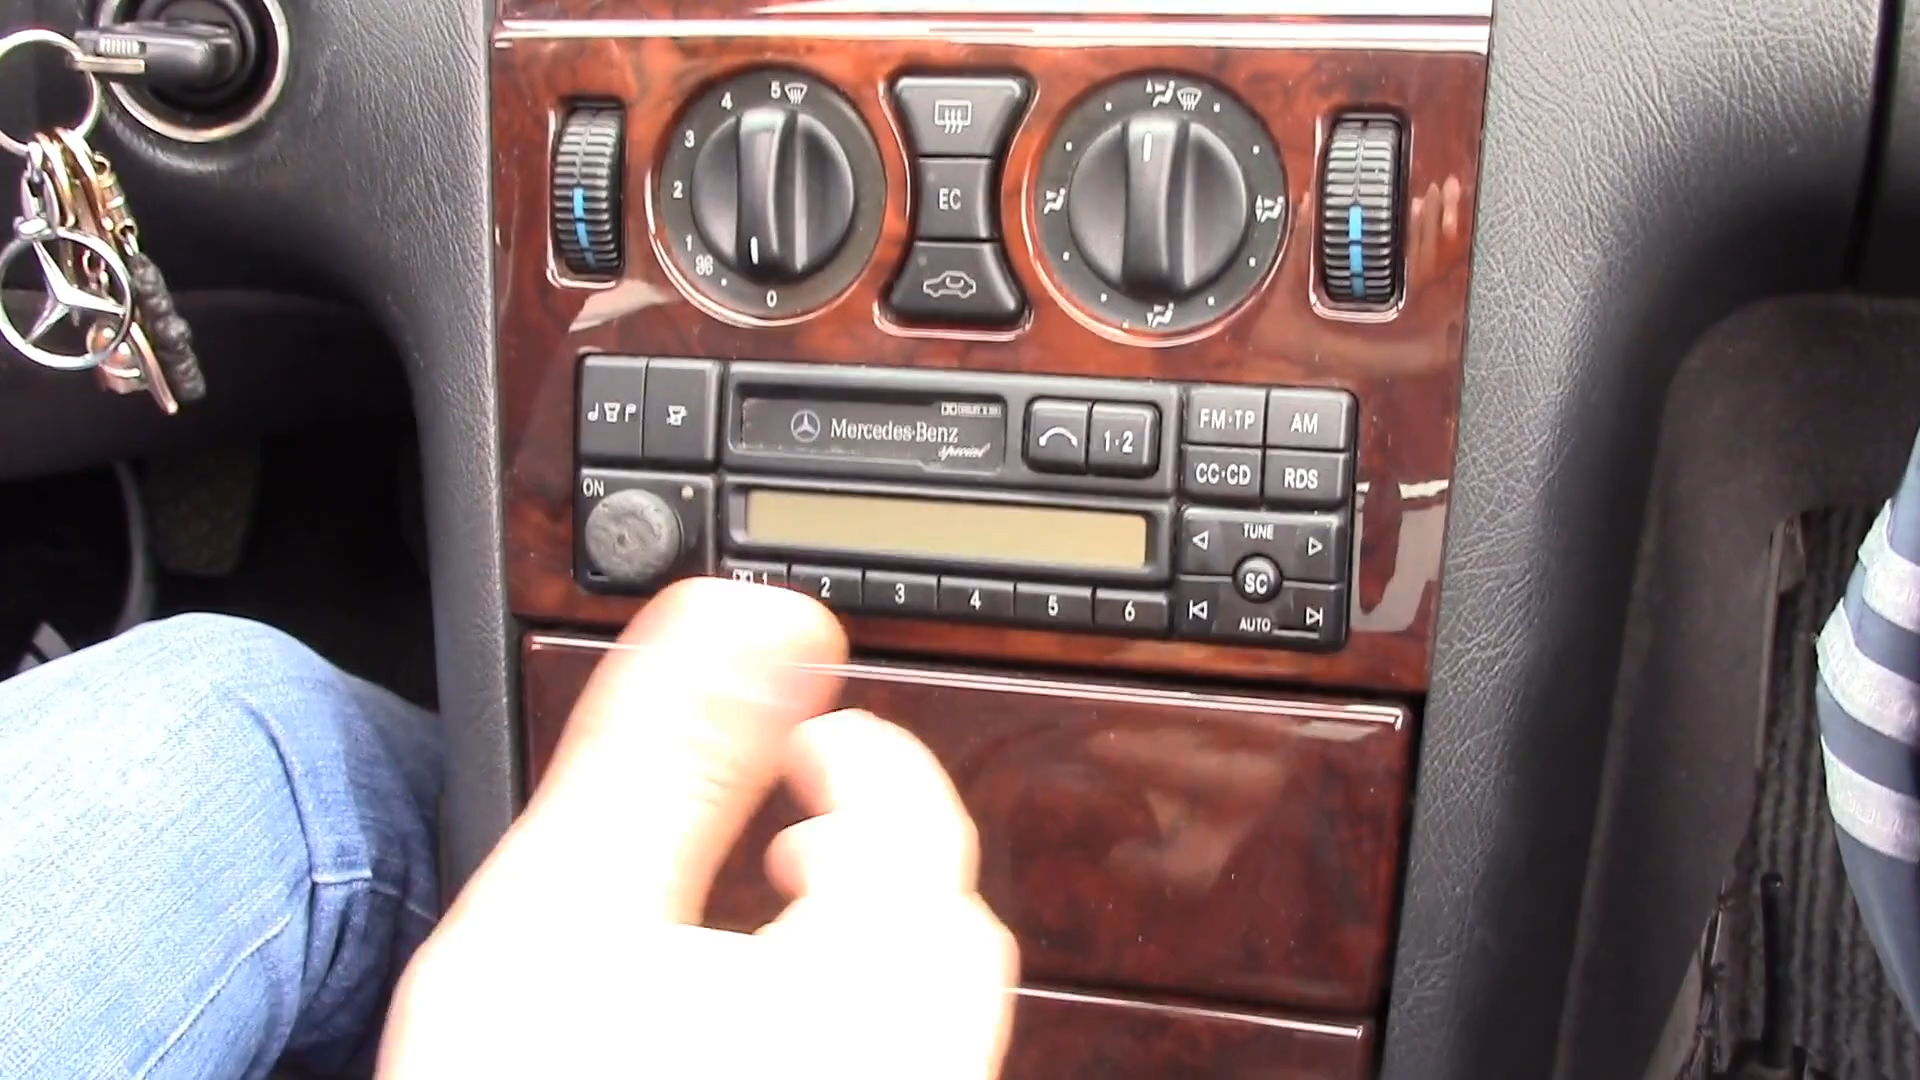 5
4
3
2
1
0
EC
Mercedes-Benz
special
1·2
FM·TP
AM
CC·CD
RDS
ON
TUNE
SC
AUTO
1
2
3
4
5
6